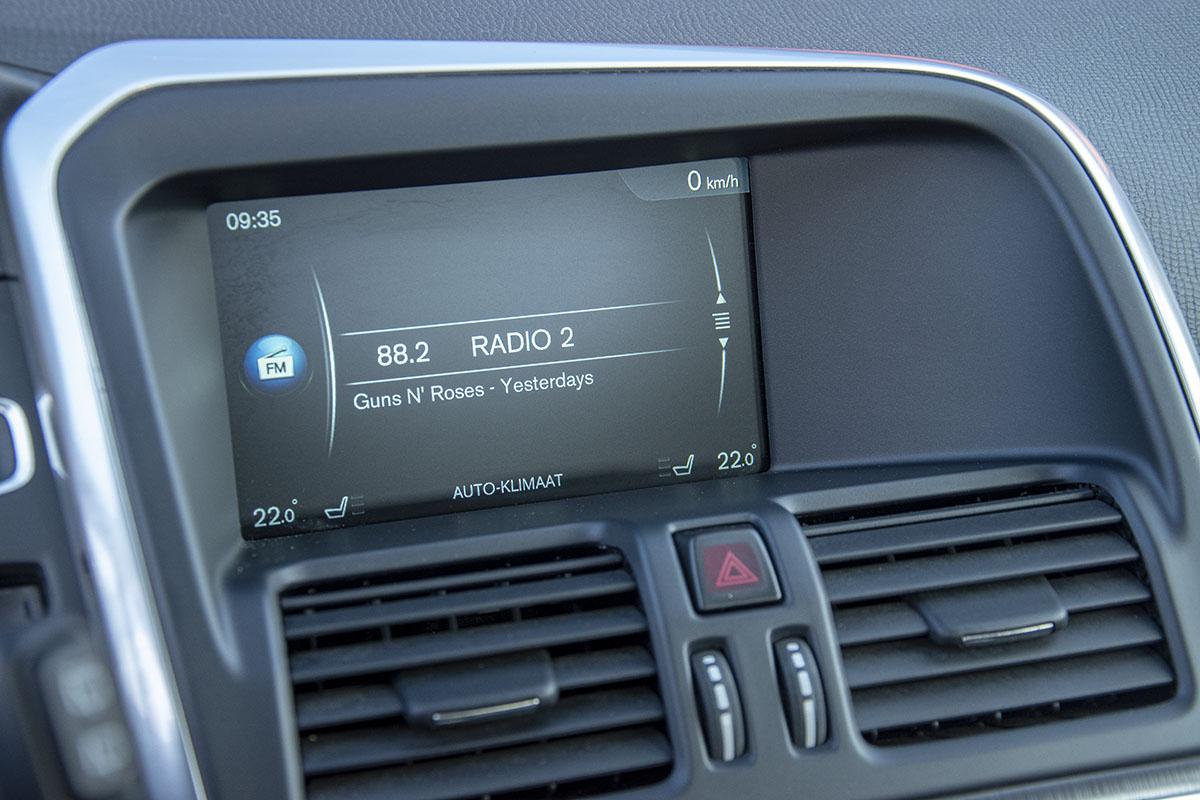 09:35
0 km/h
FM
88.2 RADIO 2
Guns N' Roses - Yesterdays
22.0° AUTO-KLIMAAT 22.0°